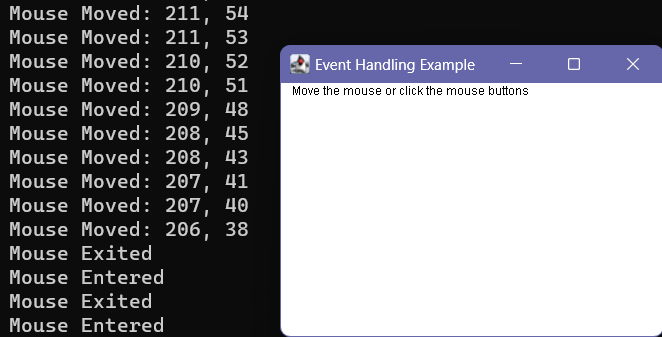 Mouse Moved: 211, 54
Mouse Moved: 211, 53
Mouse Moved: 210, 52
Mouse Moved: 210, 51
Mouse Moved: 209, 48
Mouse Moved: 208, 45
Mouse Moved: 208, 43
Mouse Moved: 207, 41
Mouse Moved: 207, 40
Mouse Moved: 206, 38
Mouse Exited
Mouse Entered
Mouse Exited
Mouse Entered
Event Handling Example
Move the mouse or click the mouse buttons